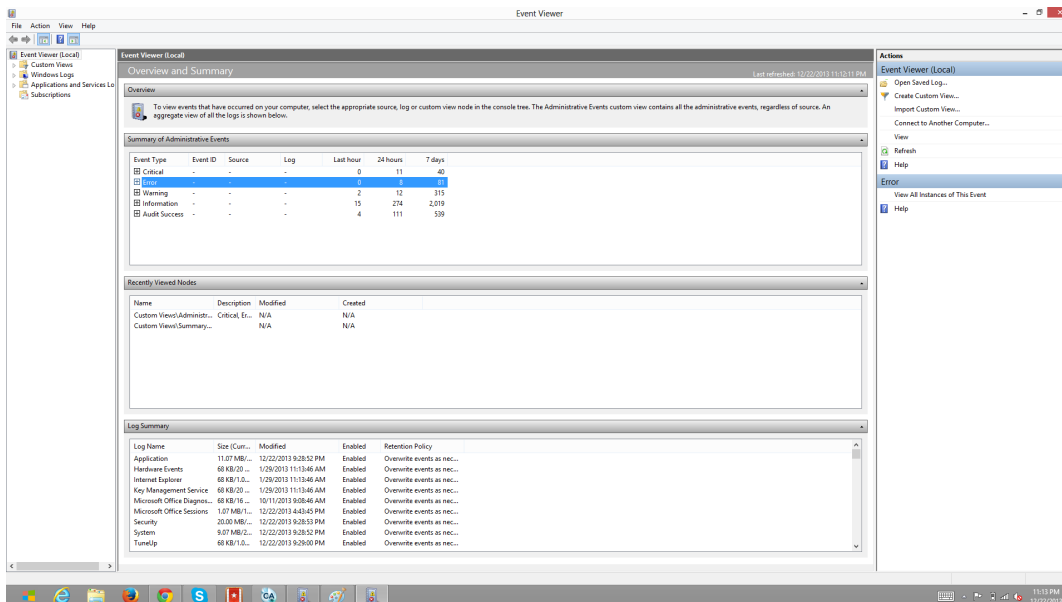 Event Viewer
File Action View Help
Event Viewer (Local)
Custom Views
Windows Logs
Applications and Services Lo
Subscriptions
Event Viewer (Local)
Overview and Summary
Last refreshed: 12/22/2013 11:12:11 PM
Overview
To view events that have occurred on your computer, select the appropriate source, log or custom view node in the console tree. The Administrative Events custom view contains all the administrative events, regardless of source. An
aggregate view of all the logs is shown below.
Summary of Administrative Events
Event Type Event ID Source Log Last hour 24 hours 7 days
Critical - - - 0 11 40
Error - - - 0 8 81
Warning - - - 2 12 315
Information - - - 15 274 2,019
Audit Success - - - 4 111 539
Recently Viewed Nodes
Name Description Modified Created
Custom Views\Administr... Critical, Er... N/A N/A
Custom Views\Summary... N/A N/A
Log Summary
Log Name Size (Curr... Modified Enabled Retention Policy
Application 11.07 MB/... 12/22/2013 9:28:52 PM Enabled Overwrite events as nec...
Hardware Events 68 KB/20 ... 1/29/2013 11:13:46 AM Enabled Overwrite events as nec...
Internet Explorer 68 KB/1.0... 1/29/2013 11:13:46 AM Enabled Overwrite events as nec...
Key Management Service 68 KB/20 ... 1/29/2013 11:13:46 AM Enabled Overwrite events as nec...
Microsoft Office Diagnos... 68 KB/16 ... 10/11/2013 9:08:46 AM Enabled Overwrite events as nec...
Microsoft Office Sessions 1.07 MB/1... 12/22/2013 4:43:45 PM Enabled Overwrite events as nec...
Security 20.00 MB/... 12/22/2013 9:28:53 PM Enabled Overwrite events as nec...
System 9.07 MB/2... 12/22/2013 9:28:52 PM Enabled Overwrite events as nec...
TuneUp 68 KB/1.0... 12/22/2013 9:29:00 PM Enabled Overwrite events as nec...
Actions
Event Viewer (Local)
Open Saved Log...
Create Custom View...
Import Custom View...
Connect to Another Computer...
View
Refresh
Help
Error
View All Instances of This Event
Help
CA
11:13 PM
12/22/2013